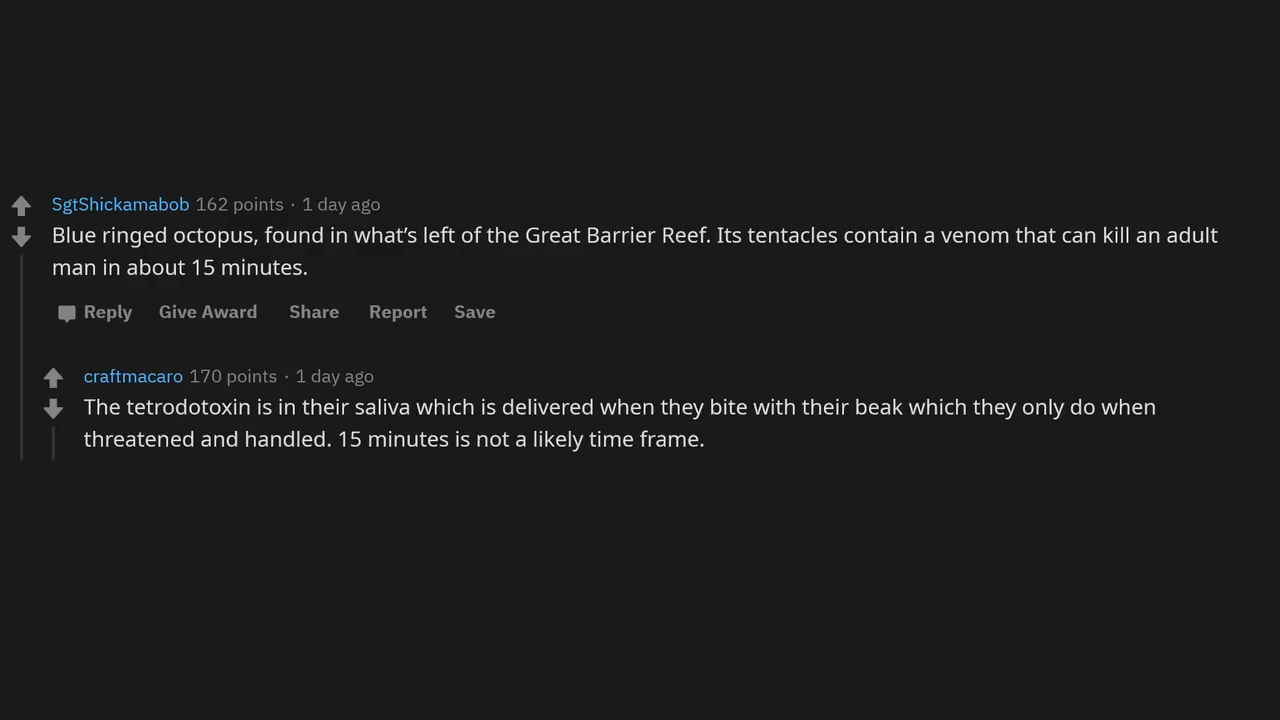 SgtShickamabob 162 points · 1 day ago
Blue ringed octopus, found in what’s left of the Great Barrier Reef. Its tentacles contain a venom that can kill an adult
man in about 15 minutes.
Reply Give Award Share Report Save
craftmacaro 170 points · 1 day ago
The tetrodotoxin is in their saliva which is delivered when they bite with their beak which they only do when
threatened and handled. 15 minutes is not a likely time frame.